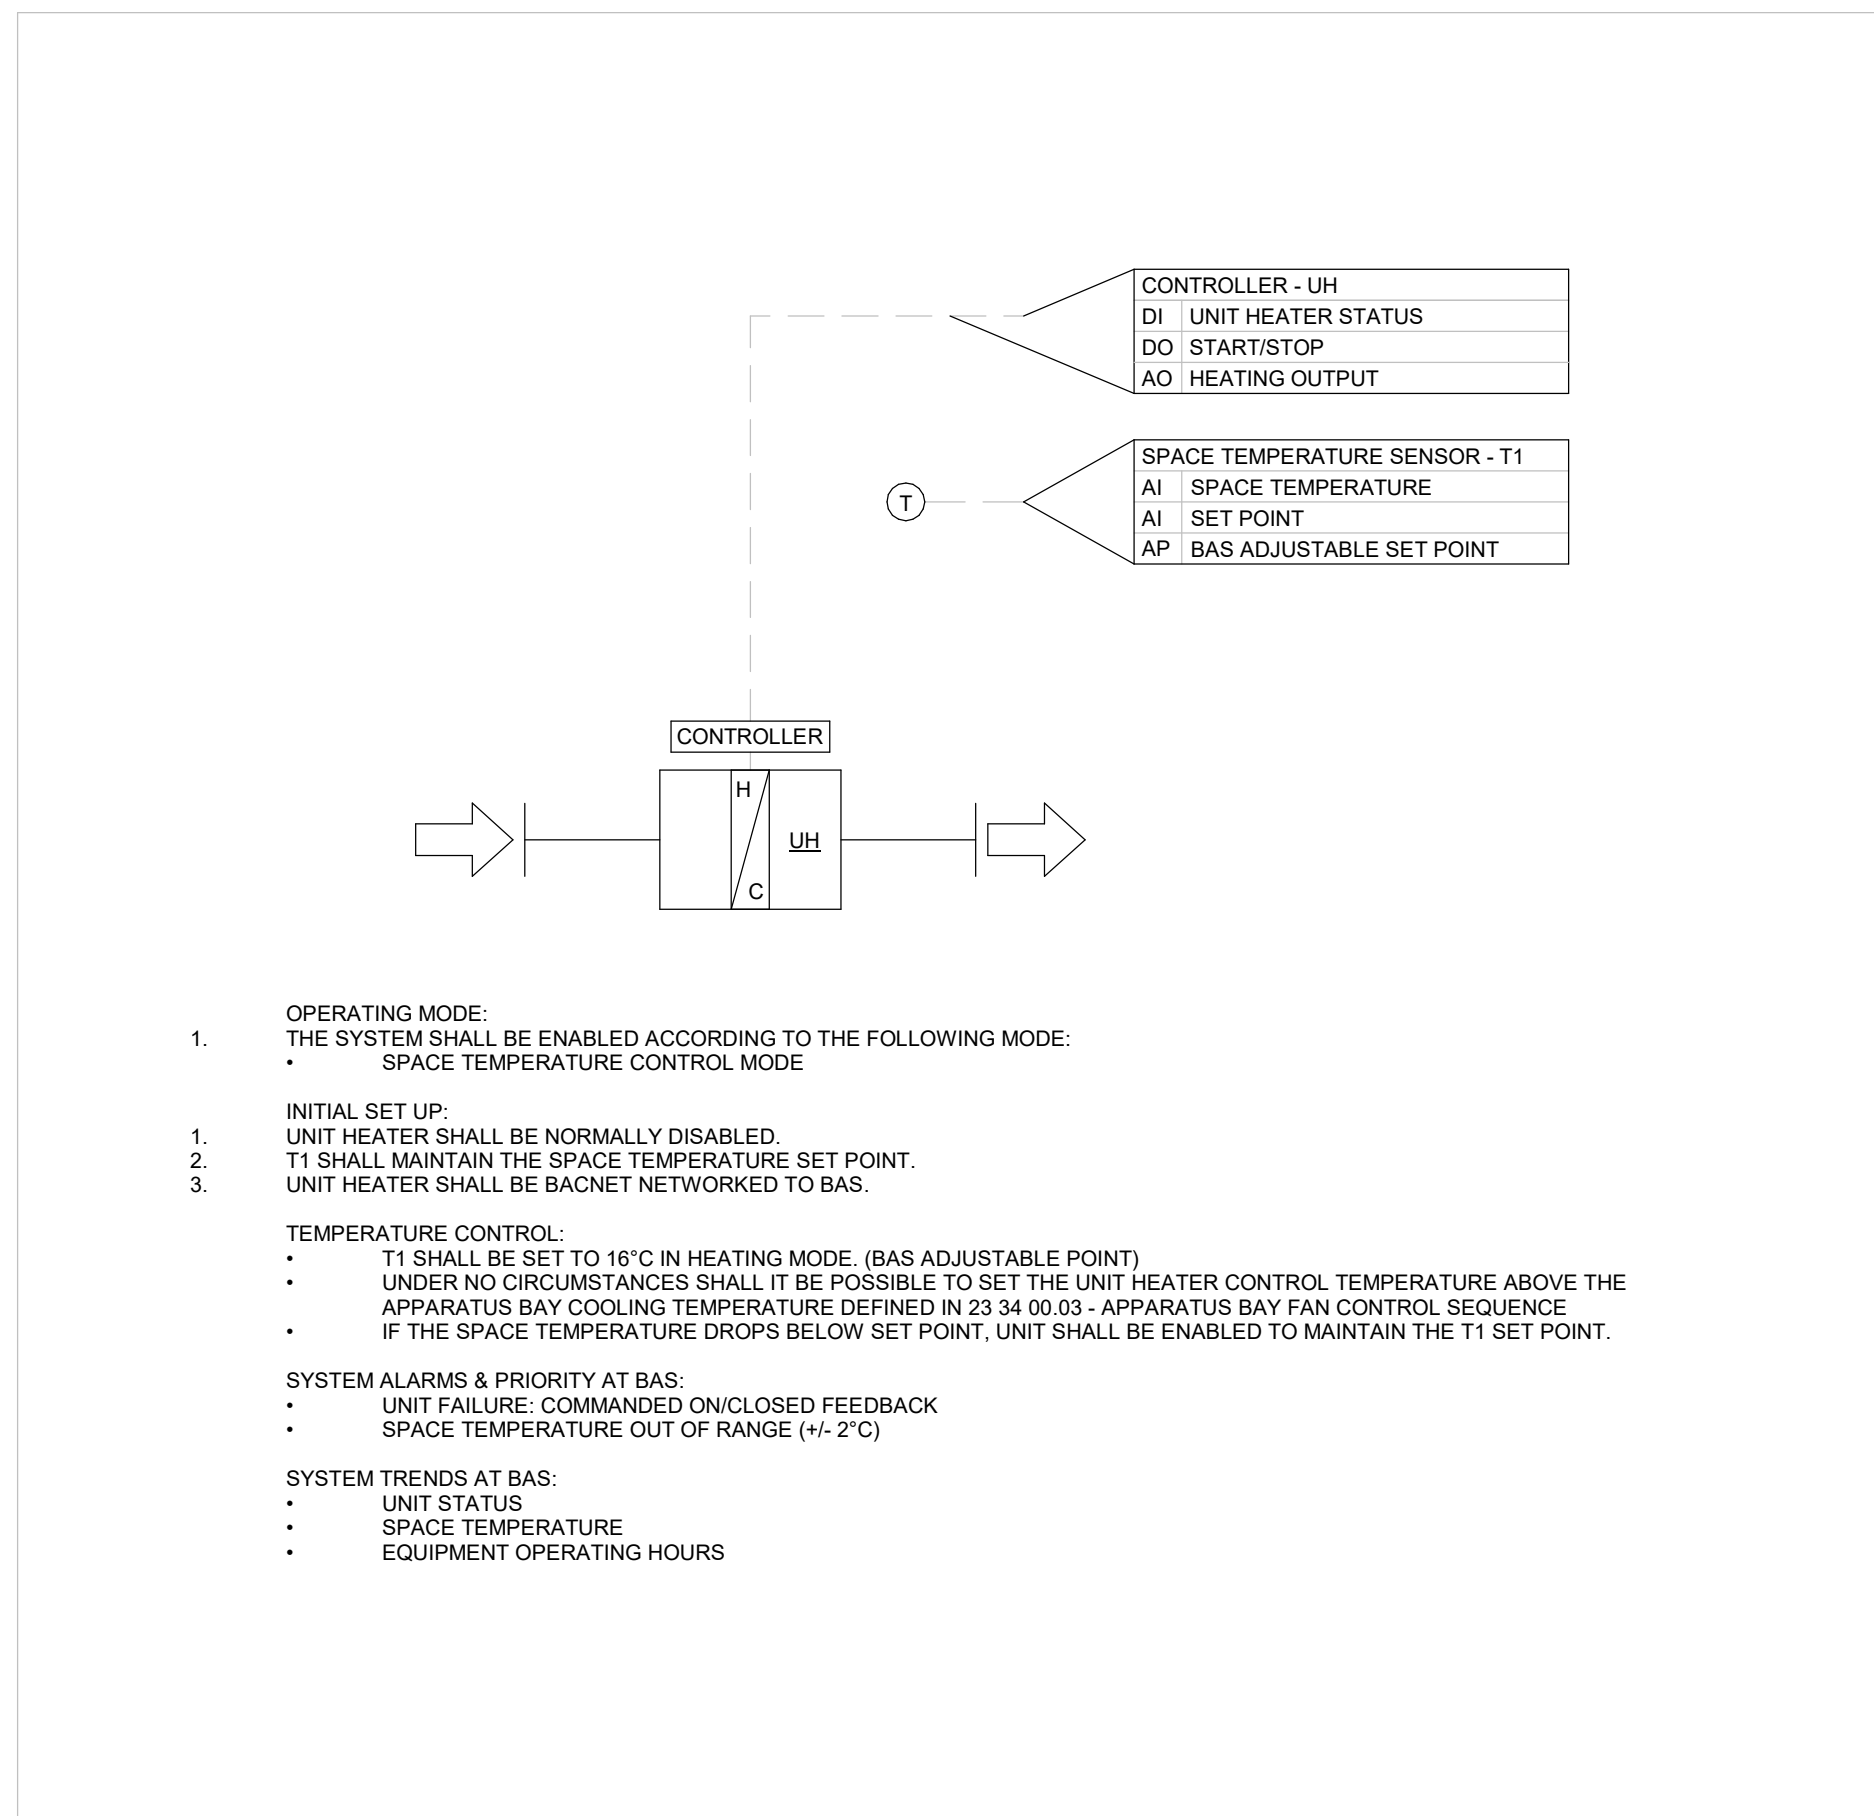 CONTROLLER - UH
DI UNIT HEATER STATUS
DO START/STOP
AO HEATING OUTPUT
SPACE TEMPERATURE SENSOR - T1
AI SPACE TEMPERATURE
AI SET POINT
AP BAS ADJUSTABLE SET POINT
T
CONTROLLER
H
UH
C
OPERATING MODE:
1. THE SYSTEM SHALL BE ENABLED ACCORDING TO THE FOLLOWING MODE:
• SPACE TEMPERATURE CONTROL MODE
INITIAL SET UP:
1. UNIT HEATER SHALL BE NORMALLY DISABLED.
2. T1 SHALL MAINTAIN THE SPACE TEMPERATURE SET POINT.
3. UNIT HEATER SHALL BE BACNET NETWORKED TO BAS.
TEMPERATURE CONTROL:
• T1 SHALL BE SET TO 16°C IN HEATING MODE. (BAS ADJUSTABLE POINT)
• UNDER NO CIRCUMSTANCES SHALL IT BE POSSIBLE TO SET THE UNIT HEATER CONTROL TEMPERATURE ABOVE THE
APPARATUS BAY COOLING TEMPERATURE DEFINED IN 23 34 00.03 - APPARATUS BAY FAN CONTROL SEQUENCE
• IF THE SPACE TEMPERATURE DROPS BELOW SET POINT, UNIT SHALL BE ENABLED TO MAINTAIN THE T1 SET POINT.
SYSTEM ALARMS & PRIORITY AT BAS:
• UNIT FAILURE: COMMANDED ON/CLOSED FEEDBACK
• SPACE TEMPERATURE OUT OF RANGE (+/- 2°C)
SYSTEM TRENDS AT BAS:
• UNIT STATUS
• SPACE TEMPERATURE
• EQUIPMENT OPERATING HOURS